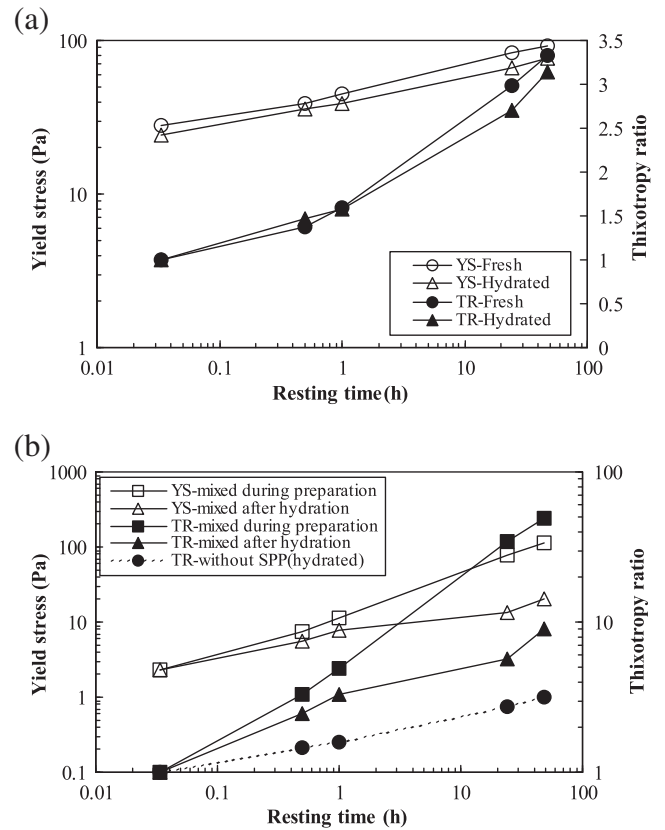 (a)
100
10
1
3.5
3
2.5
2
1.5
1
0.5
0
Yield stress (Pa)
Thixotropy ratio
YS-Fresh
YS-Hydrated
TR-Fresh
TR-Hydrated
0.01
0.1
1
10
100
Resting time (h)
(b)
1000
100
10
1
0.1
100
10
1
Yield stress (Pa)
Thixotropy ratio
YS-mixed during preparation
YS-mixed after hydration
TR-mixed during preparation
TR-mixed after hydration
TR-without SPP(hydrated)
0.01
0.1
1
10
100
Resting time (h)